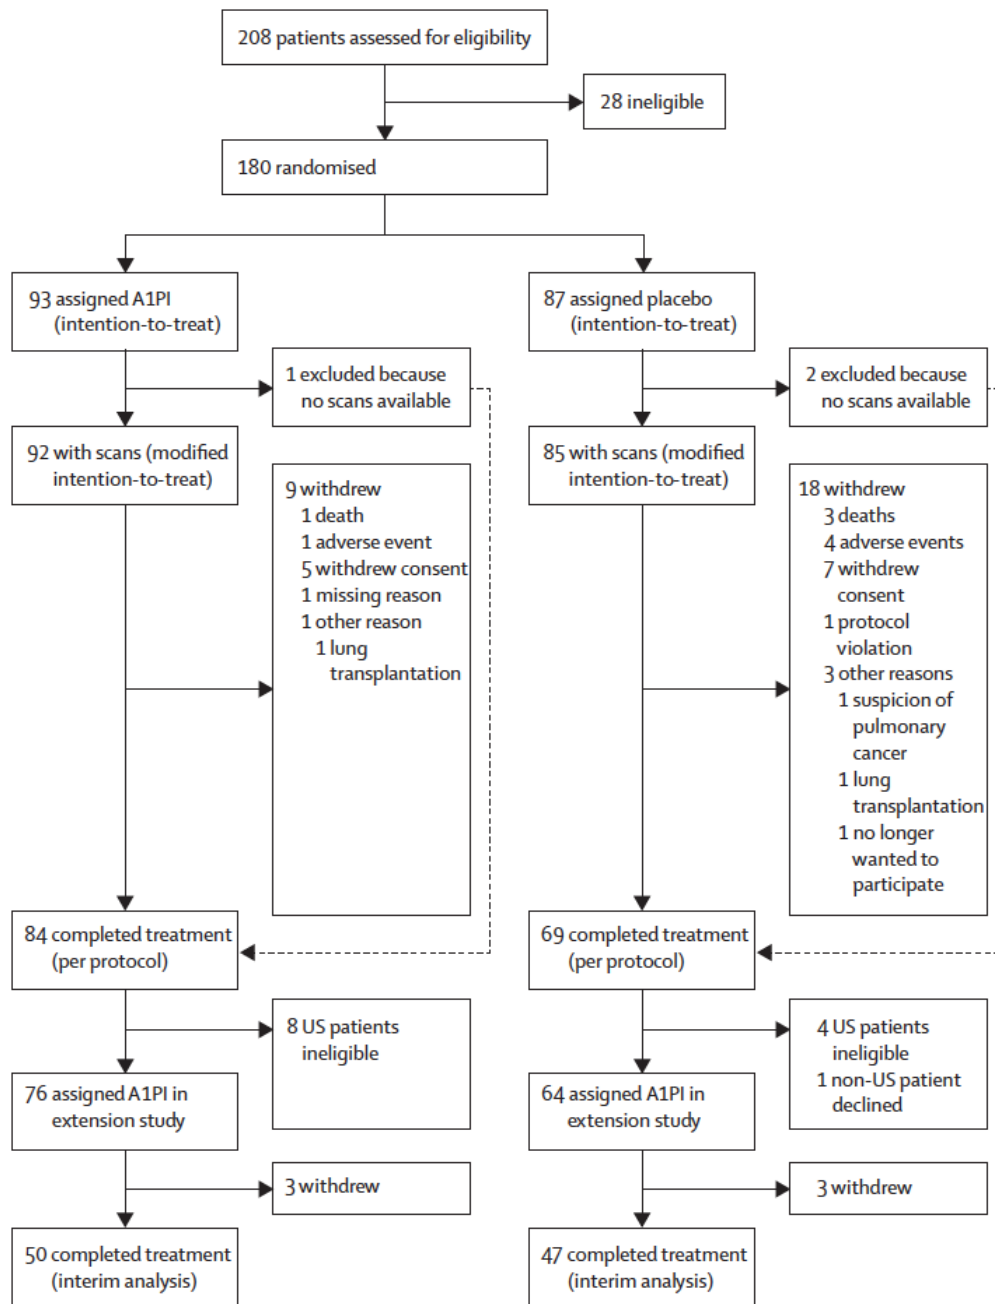 208 patients assessed for eligibility
28 ineligible
180 randomised
93 assigned A1PI
(intention-to-treat)
87 assigned placebo
(intention-to-treat)
1 excluded because
no scans available
2 excluded because
no scans available
92 with scans (modified
intention-to-treat)
85 with scans (modified
intention-to-treat)
9 withdrew
1 death
1 adverse event
5 withdrew consent
1 missing reason
1 other reason
1 lung
transplantation
18 withdrew
3 deaths
4 adverse events
7 withdrew
consent
1 protocol
violation
3 other reasons
1 suspicion of
pulmonary
cancer
1 lung
transplantation
1 no longer
wanted to
participate
84 completed treatment
(per protocol)
69 completed treatment
(per protocol)
8 US patients
ineligible
4 US patients
ineligible
1 non-US patient
declined
76 assigned A1PI in
extension study
64 assigned A1PI in
extension study
3 withdrew
3 withdrew
50 completed treatment
(interim analysis)
47 completed treatment
(interim analysis)